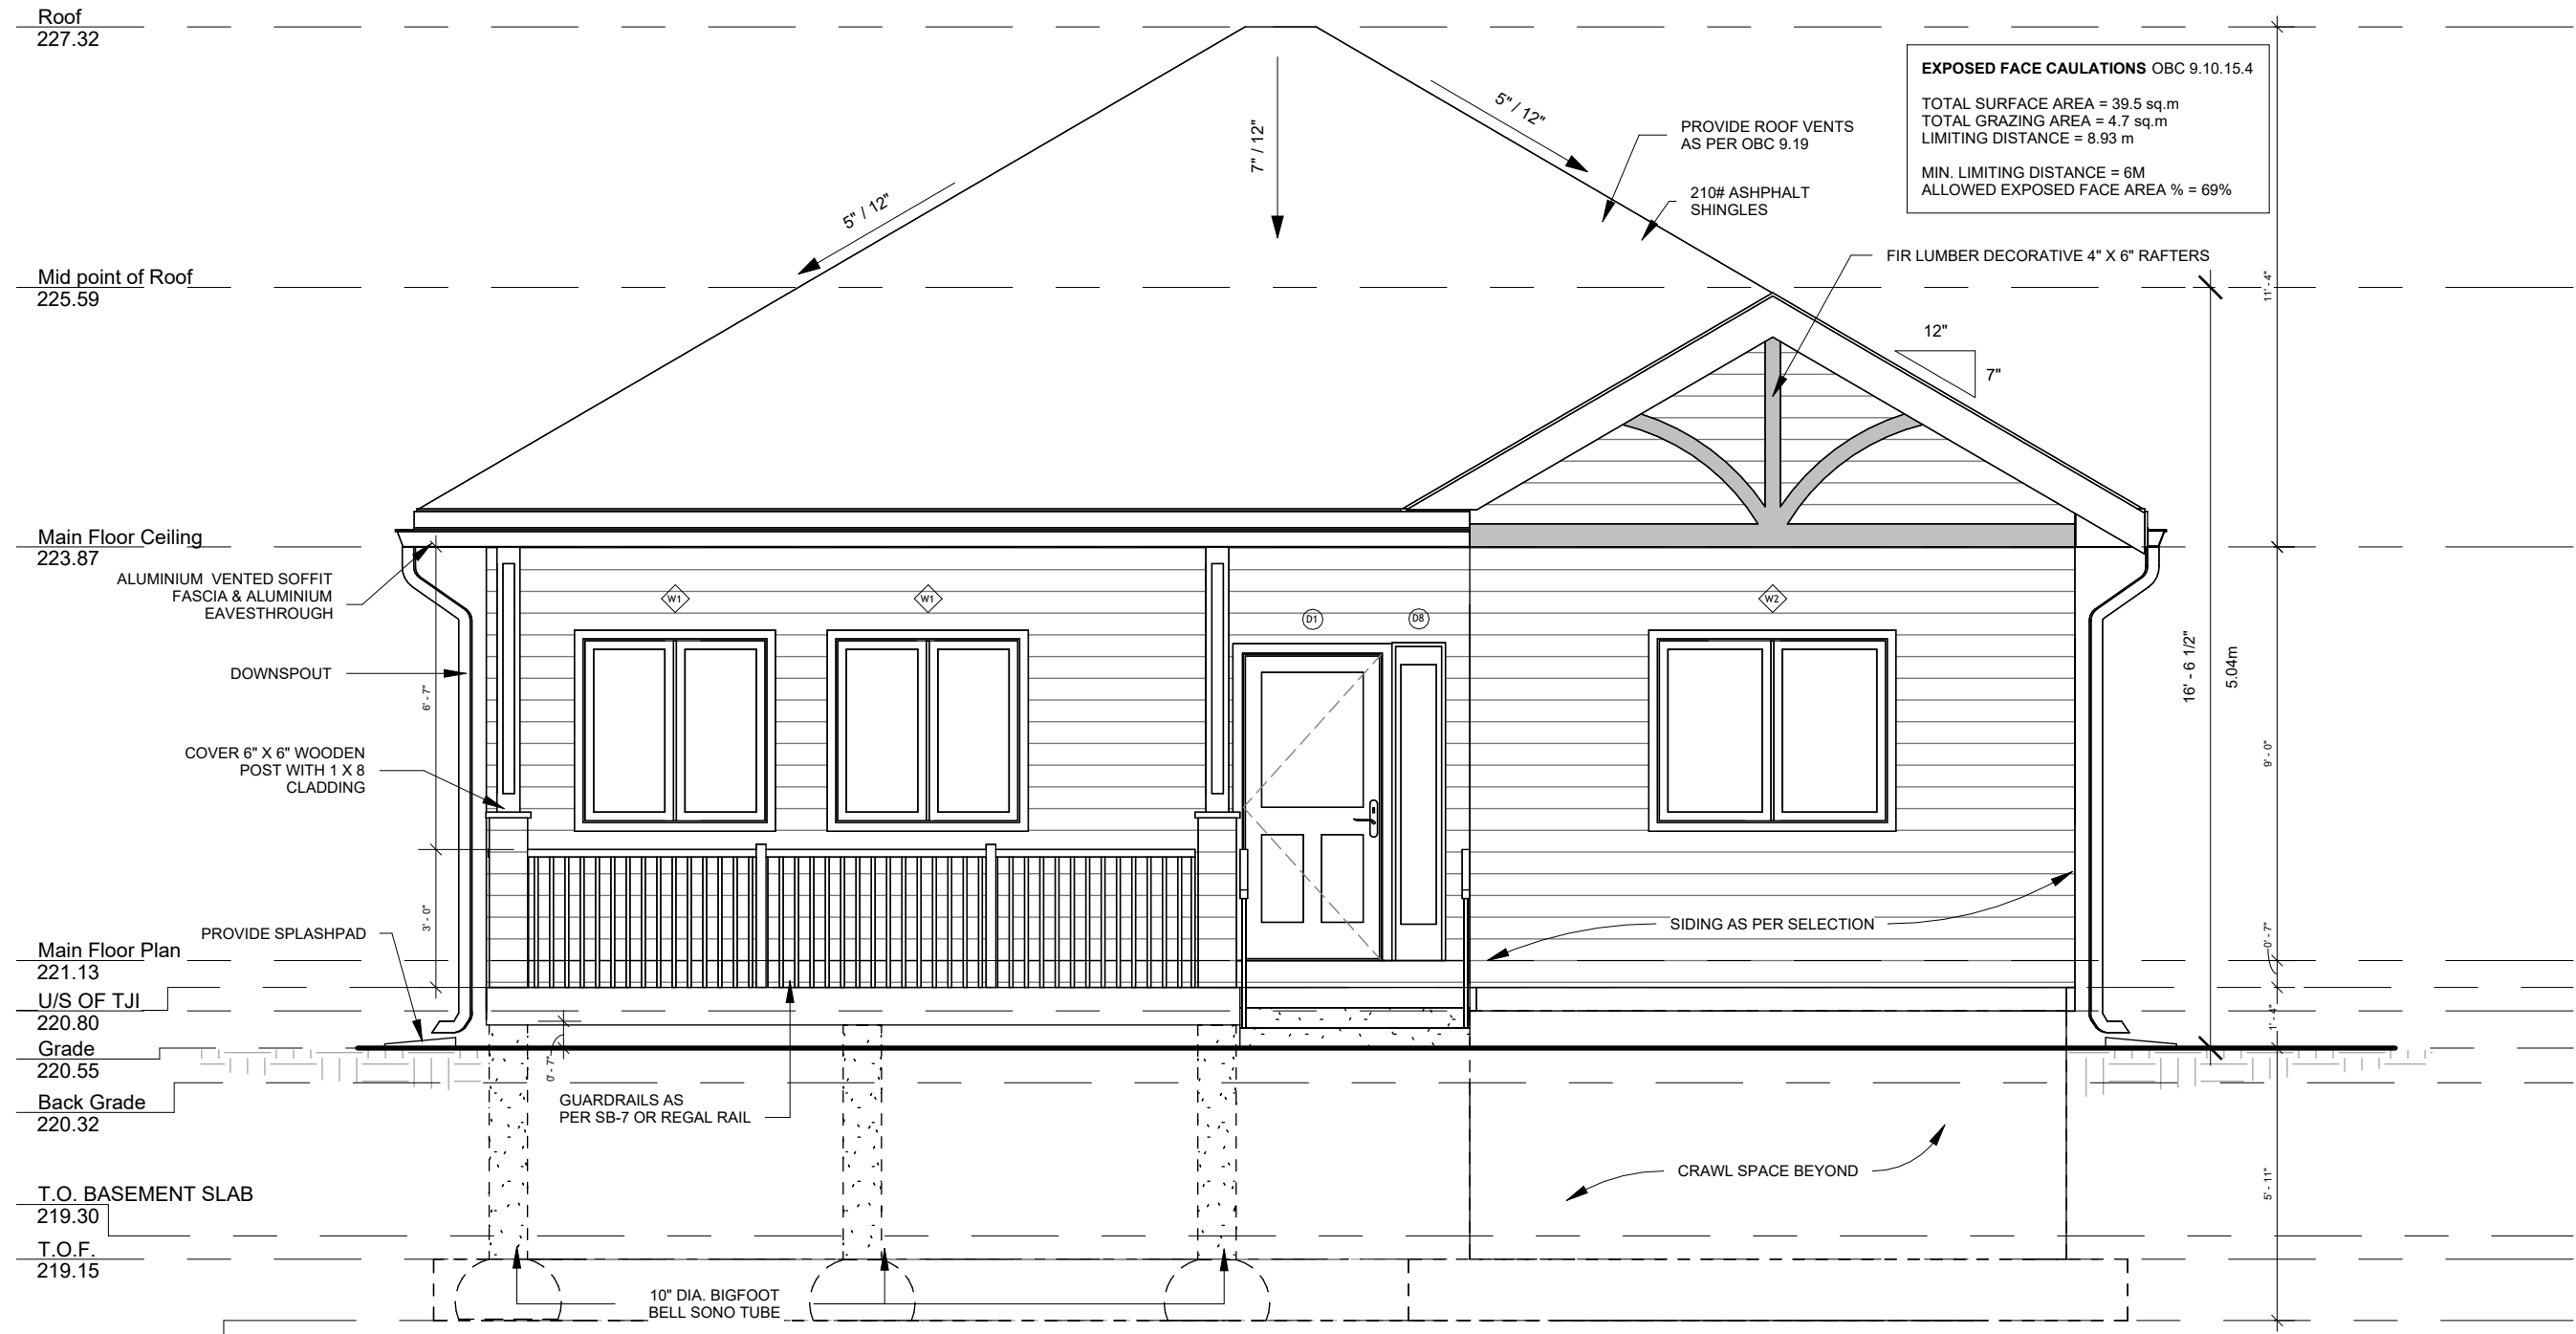 Roof
227.32
EXPOSED FACE CAULATIONS OBC 9.10.15.4
TOTAL SURFACE AREA = 39.5 sq.m
TOTAL GRAZING AREA = 4.7 sq.m
LIMITING DISTANCE = 8.93 m
MIN. LIMITING DISTANCE = 6M
ALLOWED EXPOSED FACE AREA % = 69%
5" / 12"
7" / 12"
5" / 12"
PROVIDE ROOF VENTS
AS PER OBC 9.19
210# ASHPHALT
SHINGLES
FIR LUMBER DECORATIVE 4" X 6" RAFTERS
Mid point of Roof
225.59
11' - 4"
12"
7"
Main Floor Ceiling
223.87
ALUMINIUM VENTED SOFFIT
FASCIA & ALUMINIUM
EAVESTHROUGH
W1
W1
D1
D8
W2
DOWNSPOUT
6' - 7"
16' - 6 1/2"
5.04m
9' - 0"
COVER 6" X 6" WOODEN
POST WITH 1 X 8
CLADDING
3' - 0"
PROVIDE SPLASHPAD
SIDING AS PER SELECTION
0' - 7"
Main Floor Plan
221.13
U/S OF TJI
220.80
1' - 4"
Grade
220.55
0' - 7"
Back Grade
220.32
GUARDRAILS AS
PER SB-7 OR REGAL RAIL
CRAWL SPACE BEYOND
5' - 11"
T.O. BASEMENT SLAB
219.30
T.O.F.
219.15
10" DIA. BIGFOOT
BELL SONO TUBE